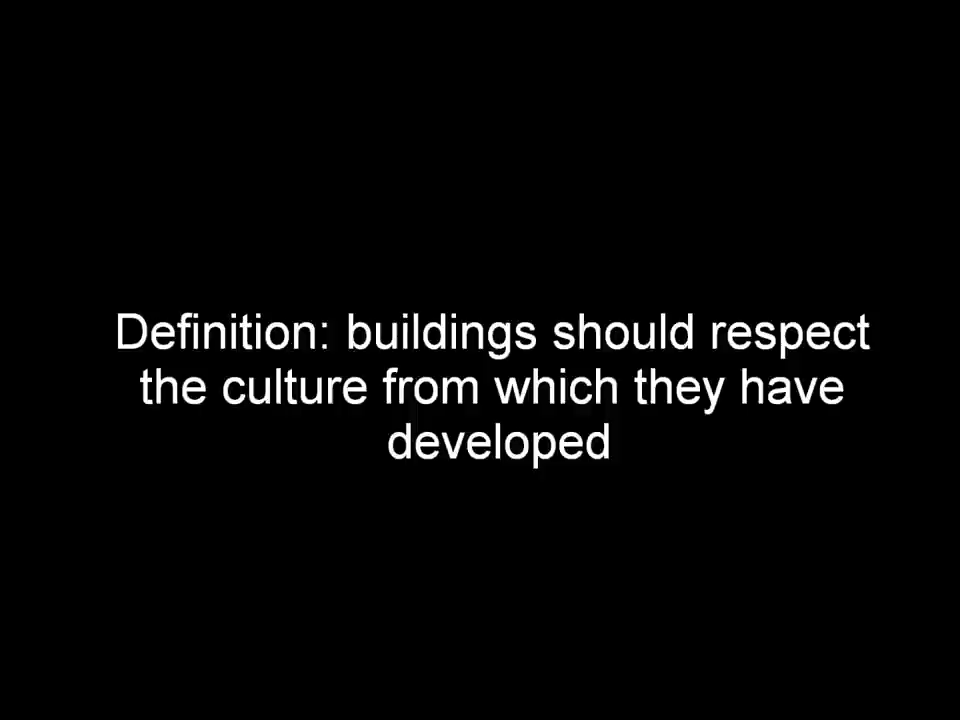 Definition: buildings should respect
the culture from which they have
developed